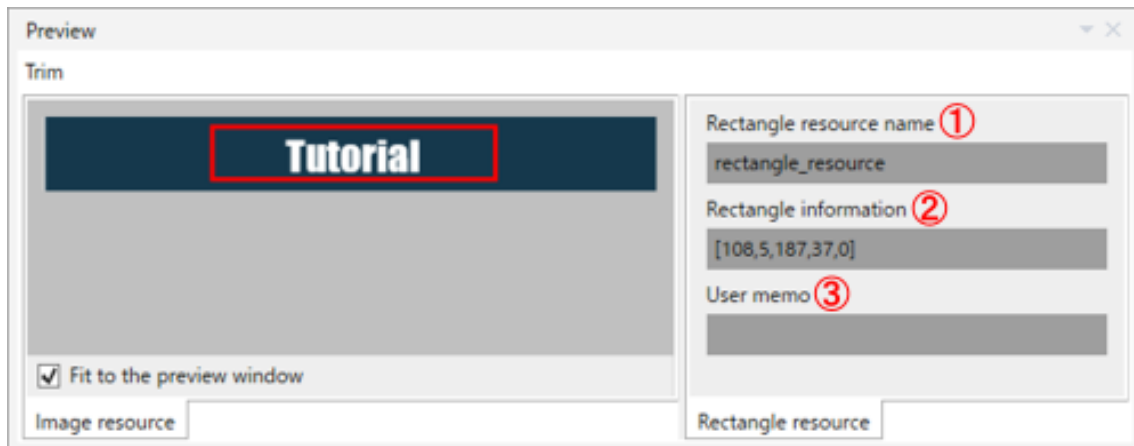 Preview
Trim
Tutorial
Fit to the preview window
Image resource
Rectangle resource name ①
rectangle_resource
Rectangle information ②
[108,5,187,37,0]
User memo ③
Rectangle resource